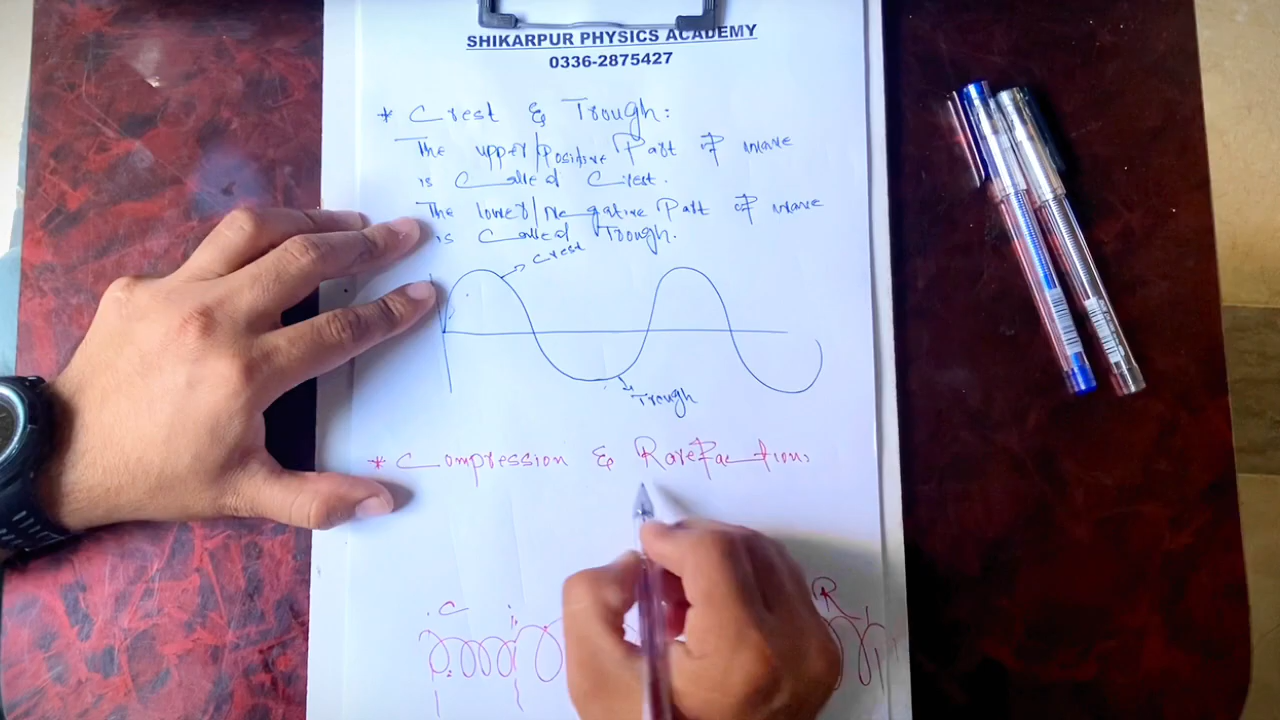 SHIKARPUR PHYSICS ACADEMY
0336-2875427
* Crest & Trough:
The upper/Positive Part of wave
is Called Crest.
The lower/Negative Part of wave
is Called Trough.
Crest
Trough
* Compression & Rarefaction:
C
R